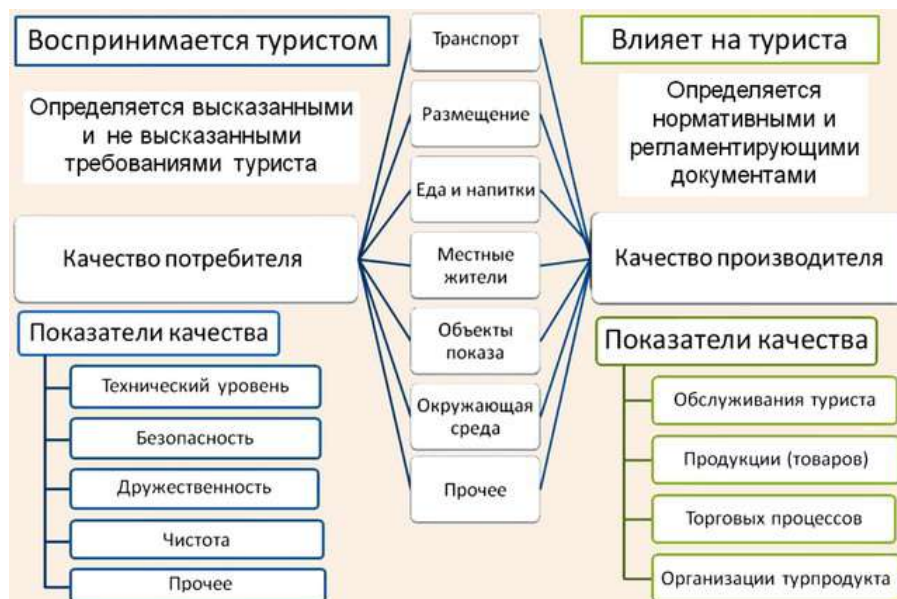 Воспринимается туристом
Определяется высказанными
и не высказанными
требованиями туриста
Качество потребителя
Показатели качества
Технический уровень
Безопасность
Дружественность
Чистота
Прочее
Транспорт
Размещение
Еда и напитки
Местные
жители
Объекты
показа
Окружающая
среда
Прочее
Влияет на туриста
Определяется
нормативными и
регламентирующими
документами
Качество производителя
Показатели качества
Обслуживания туриста
Продукции (товаров)
Торговых процессов
Организации турпродукта